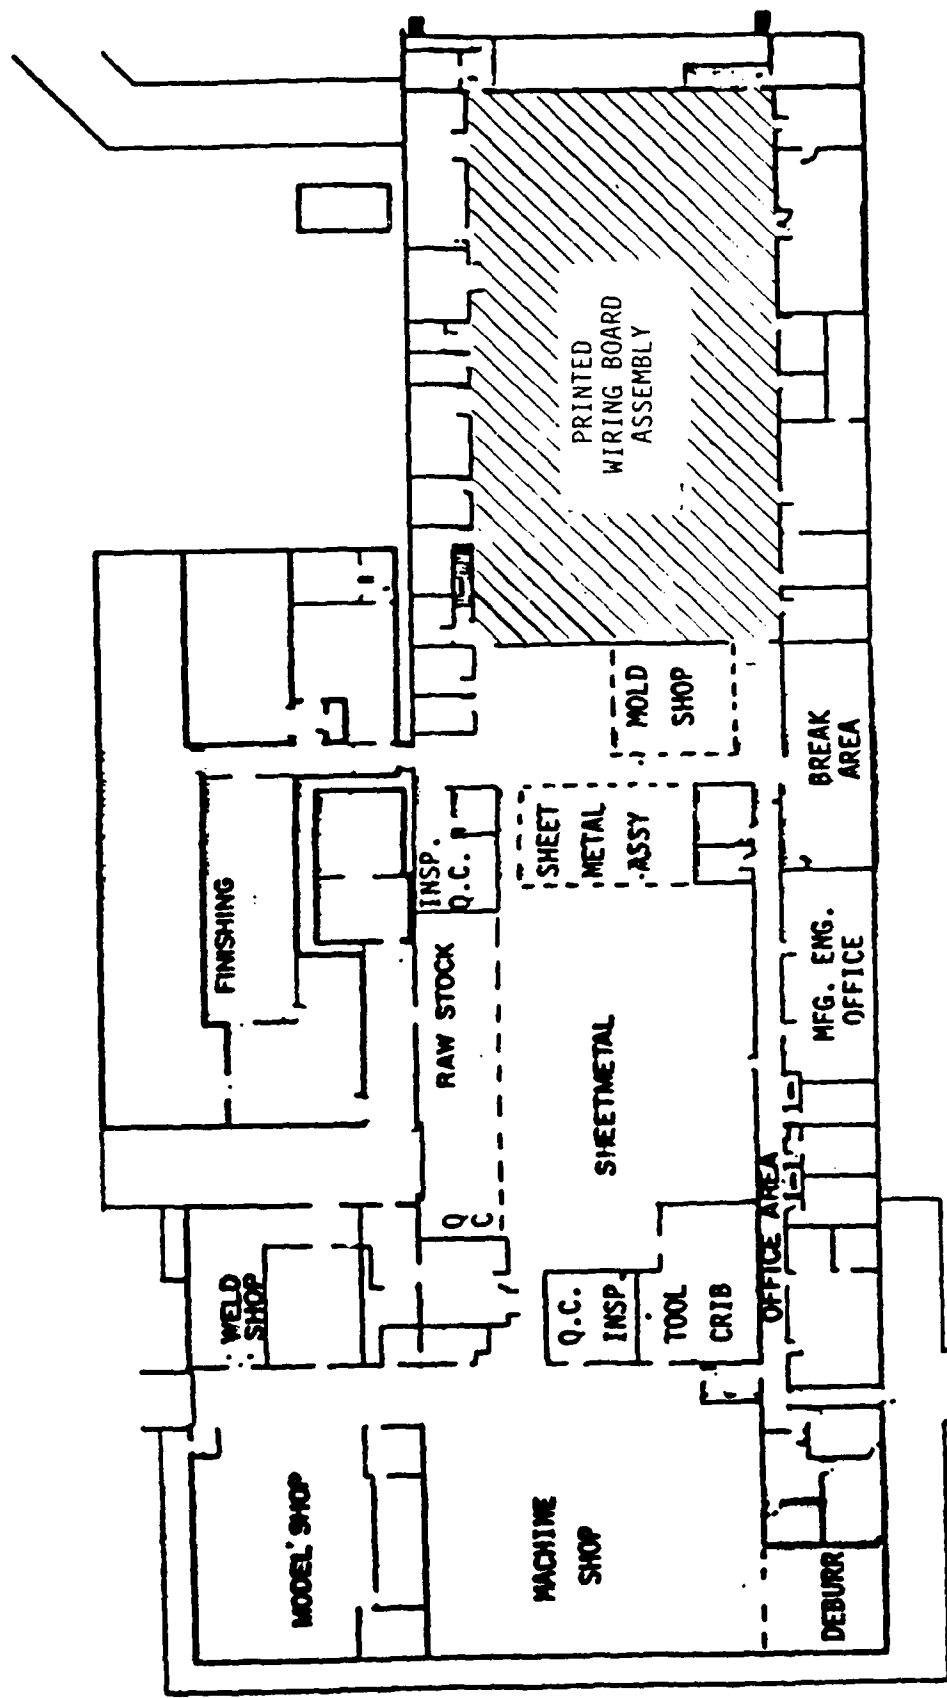 PRINTED
WIRING BOARD
ASSEMBLY
MOLD
SHOP
BREAK
AREA
SHEET
METAL
ASSY
INSP.
Q.C.
FINISHING
RAW STOCK
MFG. ENG.
OFFICE
SHEETMETAL
Q
C
OFFICE AREA
WELD
SHOP
Q.C.
INSP.
TOOL
CRIB
MODEL SHOP
MACHINE
SHOP
DEBURR